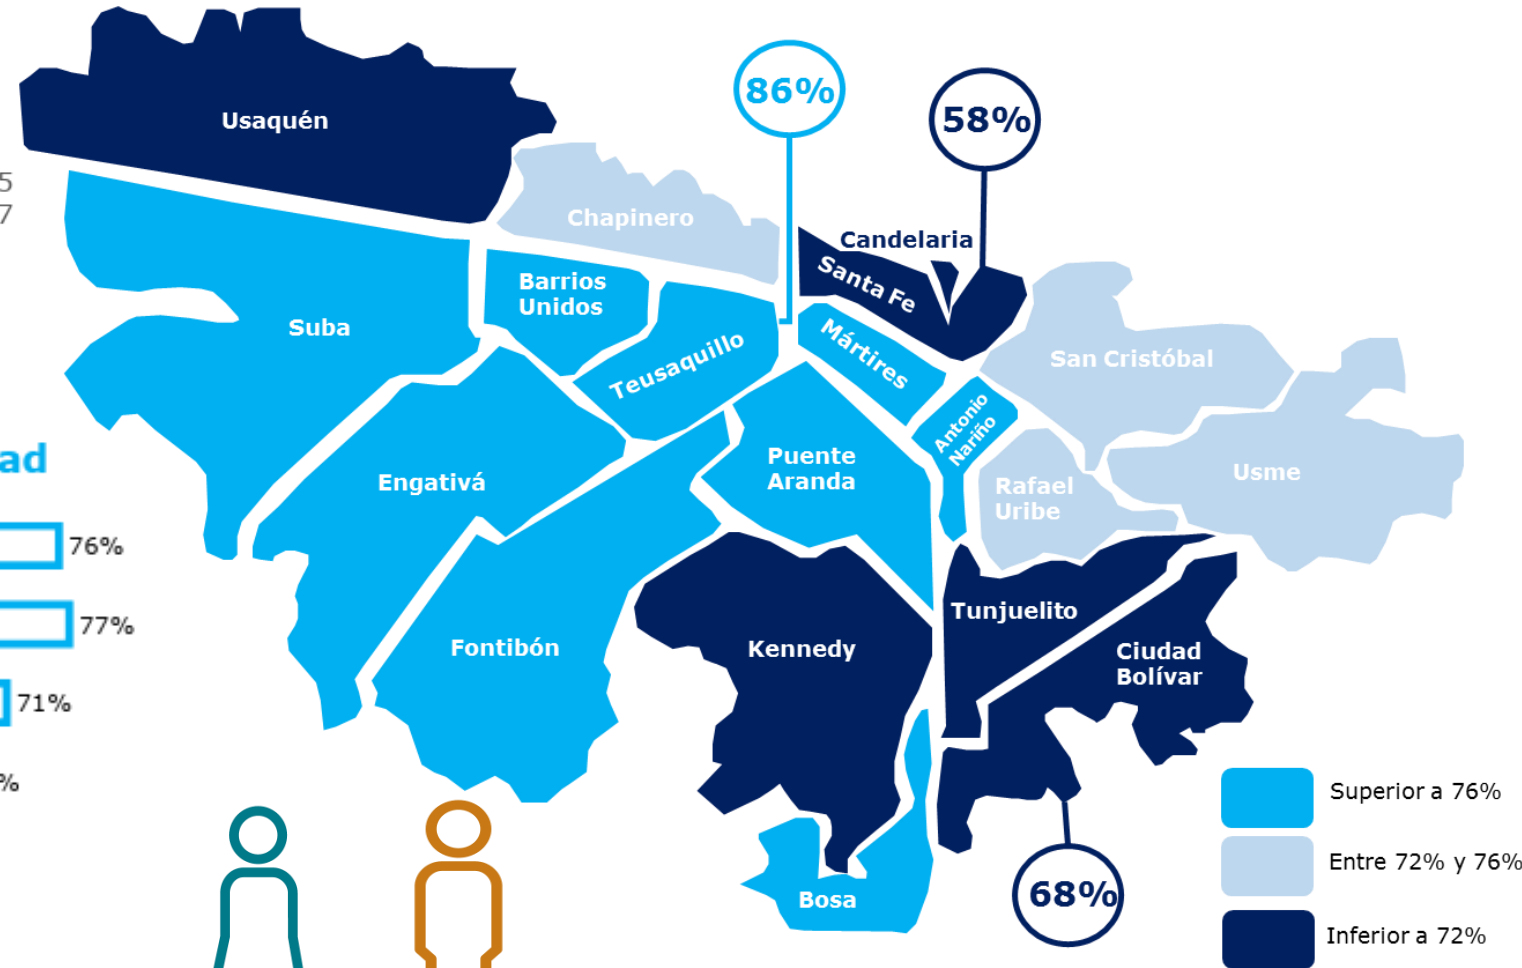 86%
58%
Usaquén
5
7
Chapinero
Candelaria
Santa Fe
Barrios
Unidos
Suba
Teusaquillo
Mártires
San Cristóbal
Antonio
Nariño
ad
Engativá
Puente
Aranda
Usme
Rafael
Uribe
76%
77%
71%
%
Fontibón
Kennedy
Tunjuelito
Ciudad
Bolívar
Bosa
68%
Superior a 76%
Entre 72% y 76%
Inferior a 72%